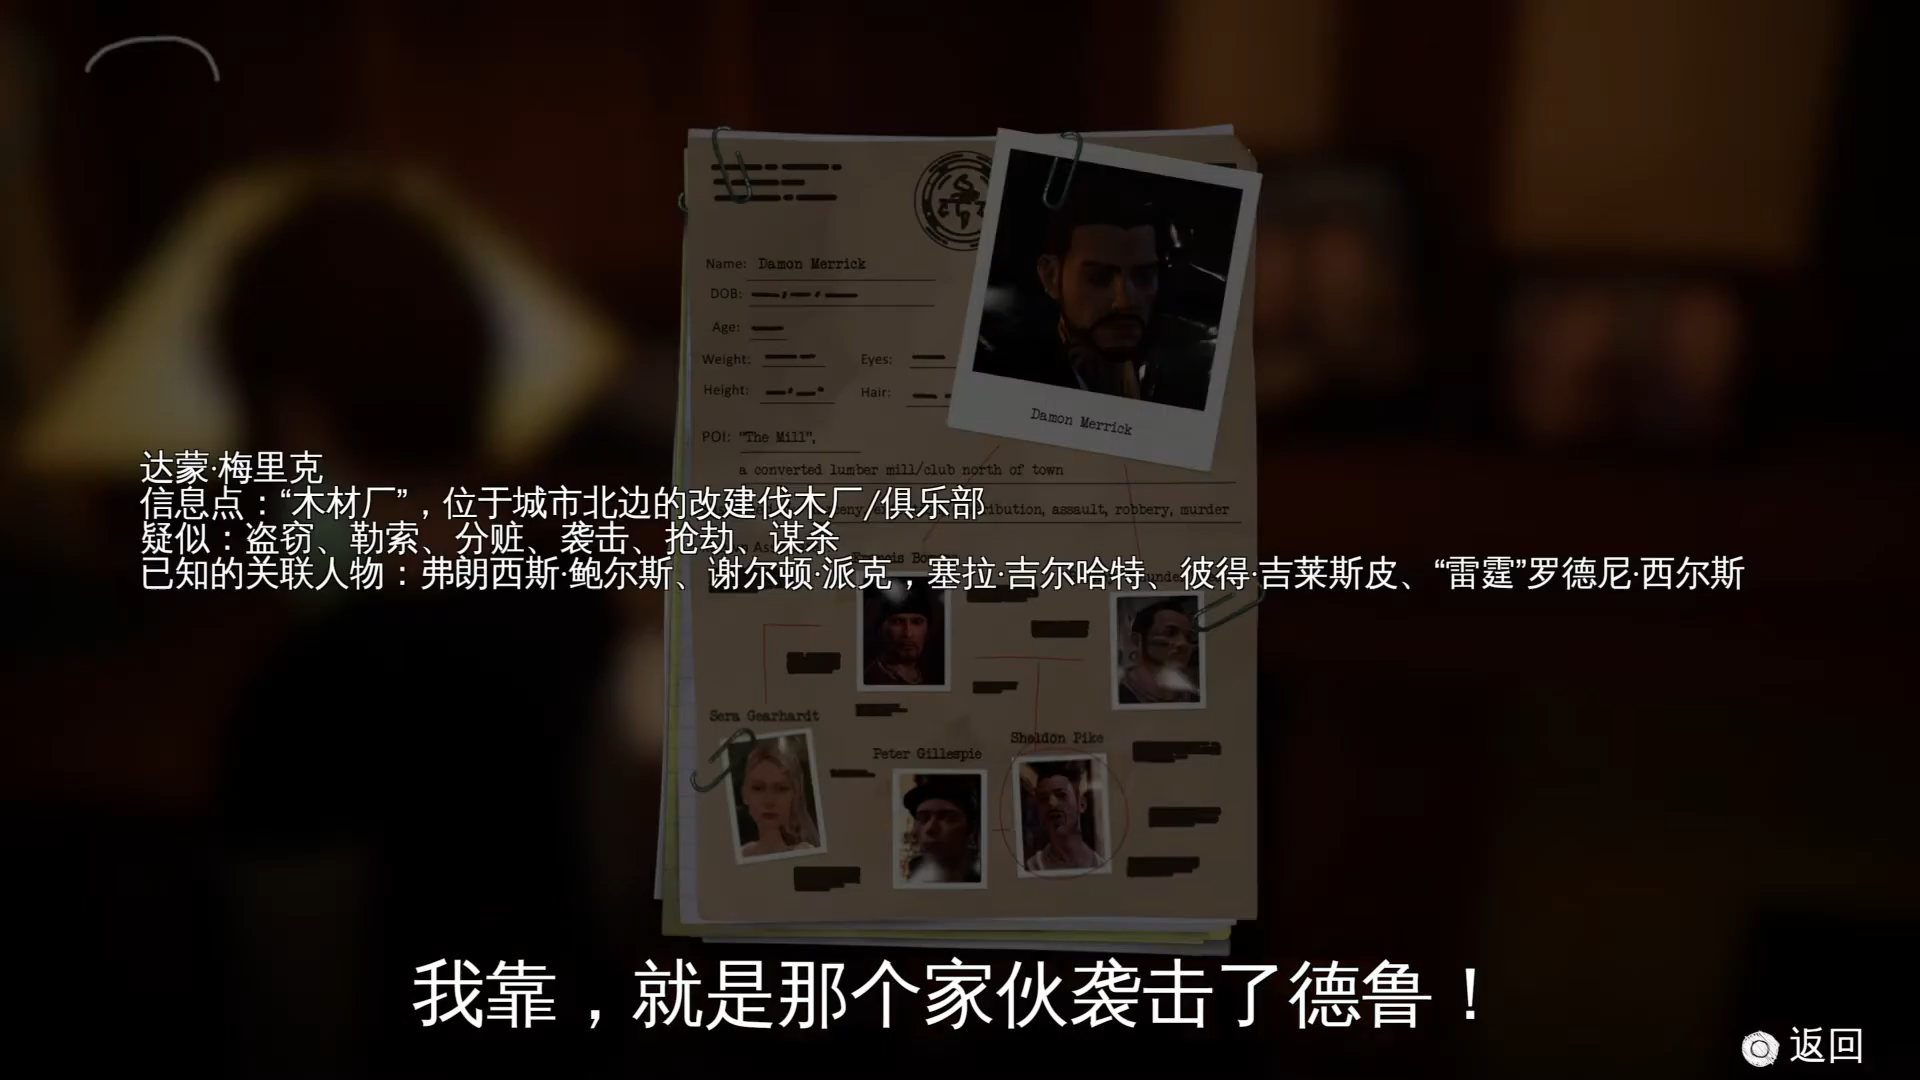 Name: Damon Merrick
DOB:
Age:
Weight: Eyes:
Height: Hair:
Damon Merrick
POI: "The Mill",
a converted lumber mill/club north of town
assault, robbery, murder
达蒙·梅里克
信息点：“木材厂”，位于城市北边的改建伐木厂/俱乐部
疑似：盗窃、勒索、分赃、袭击、抢劫、谋杀
已知的关联人物：弗朗西斯·鲍尔斯、谢尔顿·派克，塞拉·吉尔哈特、彼得·吉莱斯皮、“雷霆”罗德尼·西尔斯
Sera Gearhardt
Peter Gillespie
Sheldon Pike
我靠，就是那个家伙袭击了德鲁！
返回